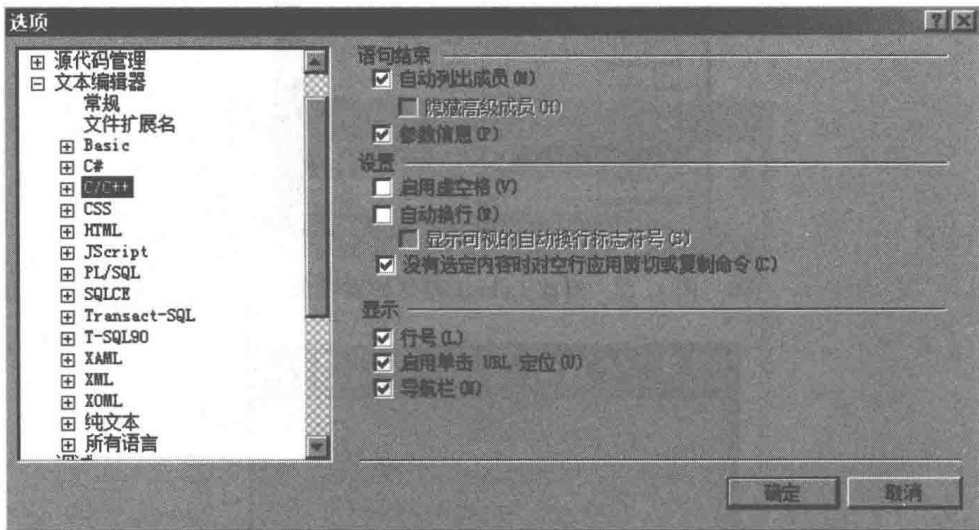 选项
源代码管理
文本编辑器
常规
文件扩展名
Basic
C#
C/C++
CSS
HTML
JScript
PL/SQL
SQLCE
Transact-SQL
T-SQL90
XAML
XML
XOML
纯文本
所有语言
语句结束
自动列出成员(M)
隐藏高级成员(H)
参数信息(P)
设置
启用虚空格(V)
自动换行(W)
显示可视的自动换行标志符号(S)
没有选定内容时对空行应用剪切或复制命令(C)
显示
行号(L)
启用单击 URL 定位(U)
导航栏(N)
确定
取消